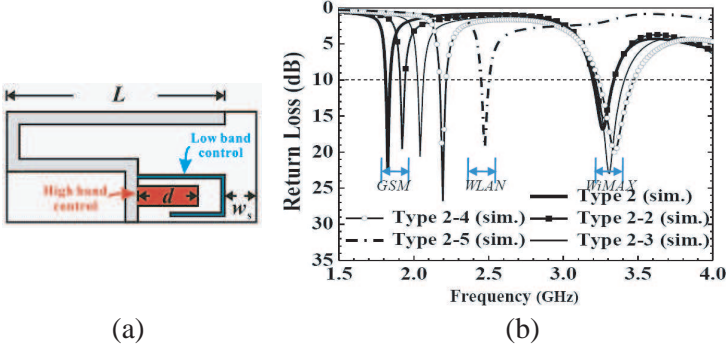 L
Low band
control
High band
control
d
wₛ
(a)
Return Loss (dB)
0
5
10
15
20
25
30
35
GSM
WLAN
WiMAX
Type 2 (sim.)
Type 2-4 (sim.)
Type 2-2 (sim.)
Type 2-5 (sim.)
Type 2-3 (sim.)
1.5
2.0
2.5
3.0
3.5
4.0
Frequency (GHz)
(b)